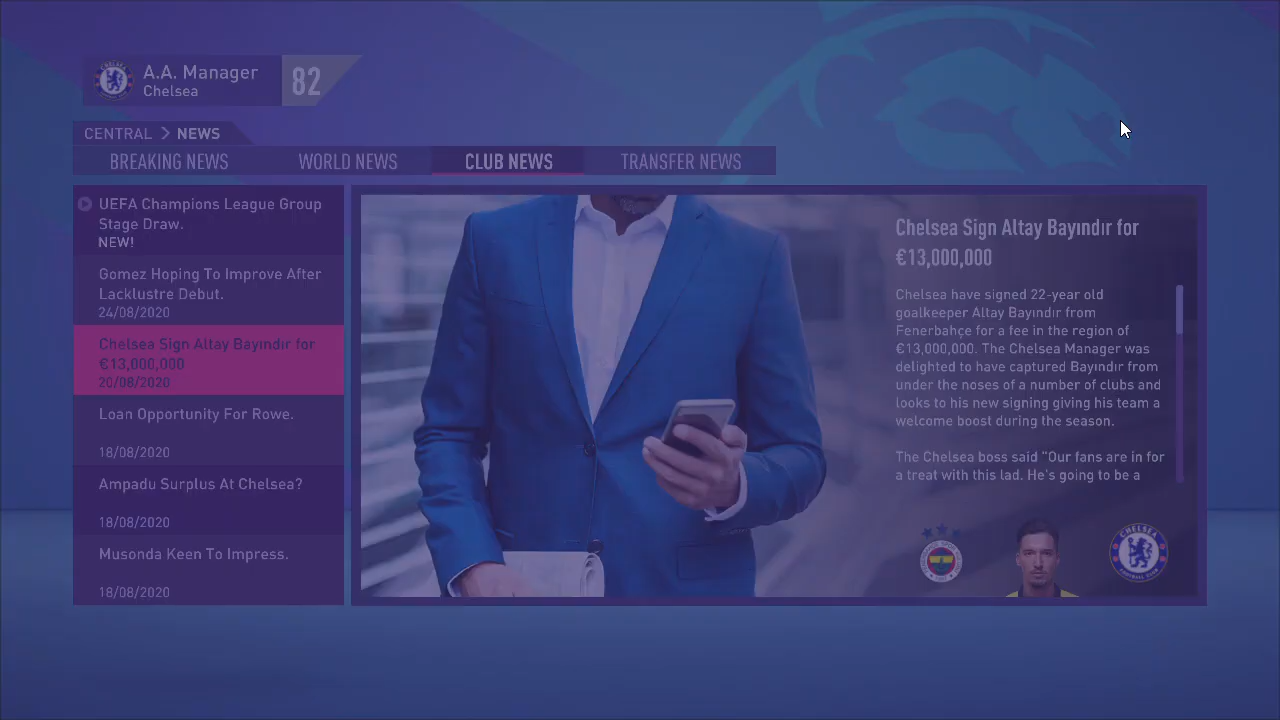 A.A. Manager
Chelsea
82
CENTRAL > NEWS
BREAKING NEWS
WORLD NEWS
CLUB NEWS
TRANSFER NEWS
UEFA Champions League Group
Stage Draw.
NEW!
Gomez Hoping To Improve After
Lacklustre Debut.
24/08/2020
Chelsea Sign Altay Bayındır for
€13,000,000
20/08/2020
Loan Opportunity For Rowe.
18/08/2020
Ampadu Surplus At Chelsea?
18/08/2020
Musonda Keen To Impress.
18/08/2020
Chelsea Sign Altay Bayındır for
€13,000,000
Chelsea have signed 22-year old
goalkeeper Altay Bayındır from
Fenerbahçe for a fee in the region of
€13,000,000. The Chelsea Manager was
delighted to have captured Bayındır from
under the noses of a number of clubs and
looks to his new signing giving his team a
welcome boost during the season.
The Chelsea boss said "Our fans are in for
a treat with this lad. He's going to be a